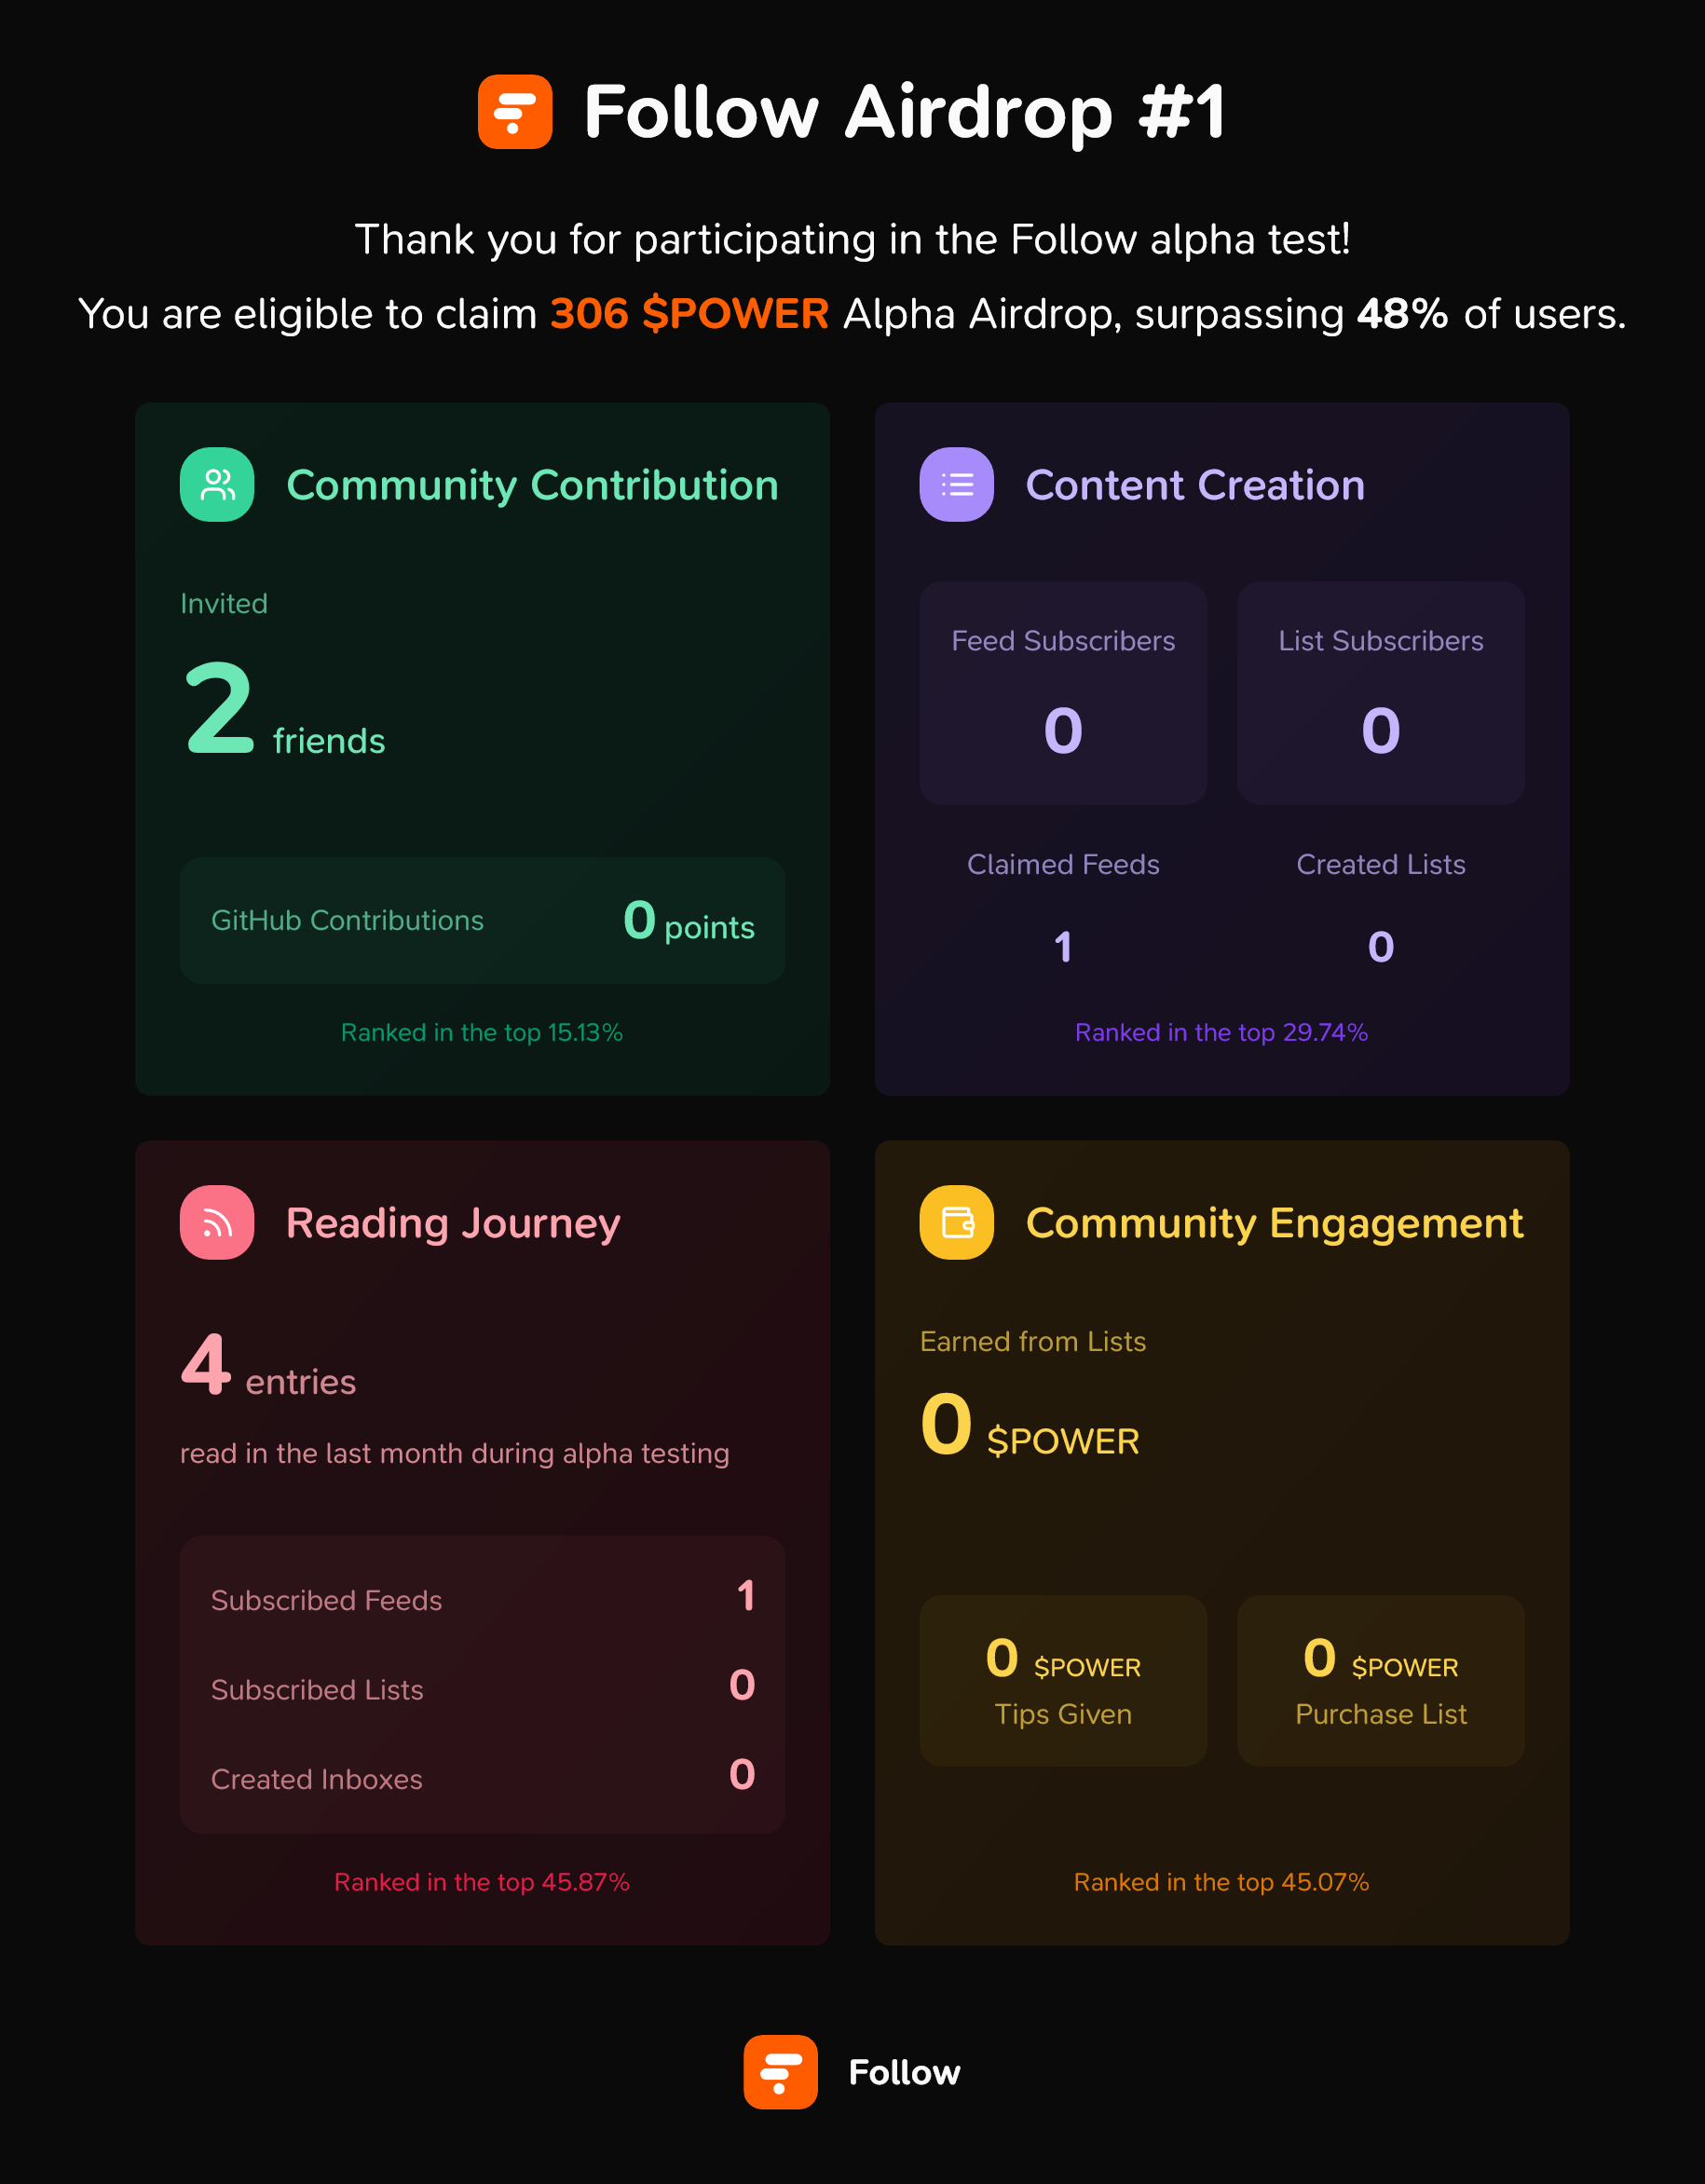 Follow Airdrop #1
Thank you for participating in the Follow alpha test!
You are eligible to claim 306 $POWER Alpha Airdrop, surpassing 48% of users.
Community Contribution
Invited
2 friends
GitHub Contributions 0 points
Ranked in the top 15.13%
Content Creation
Feed Subscribers
0
List Subscribers
0
Claimed Feeds
1
Created Lists
0
Ranked in the top 29.74%
Reading Journey
4 entries
read in the last month during alpha testing
Subscribed Feeds 1
Subscribed Lists 0
Created Inboxes 0
Ranked in the top 45.87%
Community Engagement
Earned from Lists
0 $POWER
0 $POWER
Tips Given
0 $POWER
Purchase List
Ranked in the top 45.07%
Follow